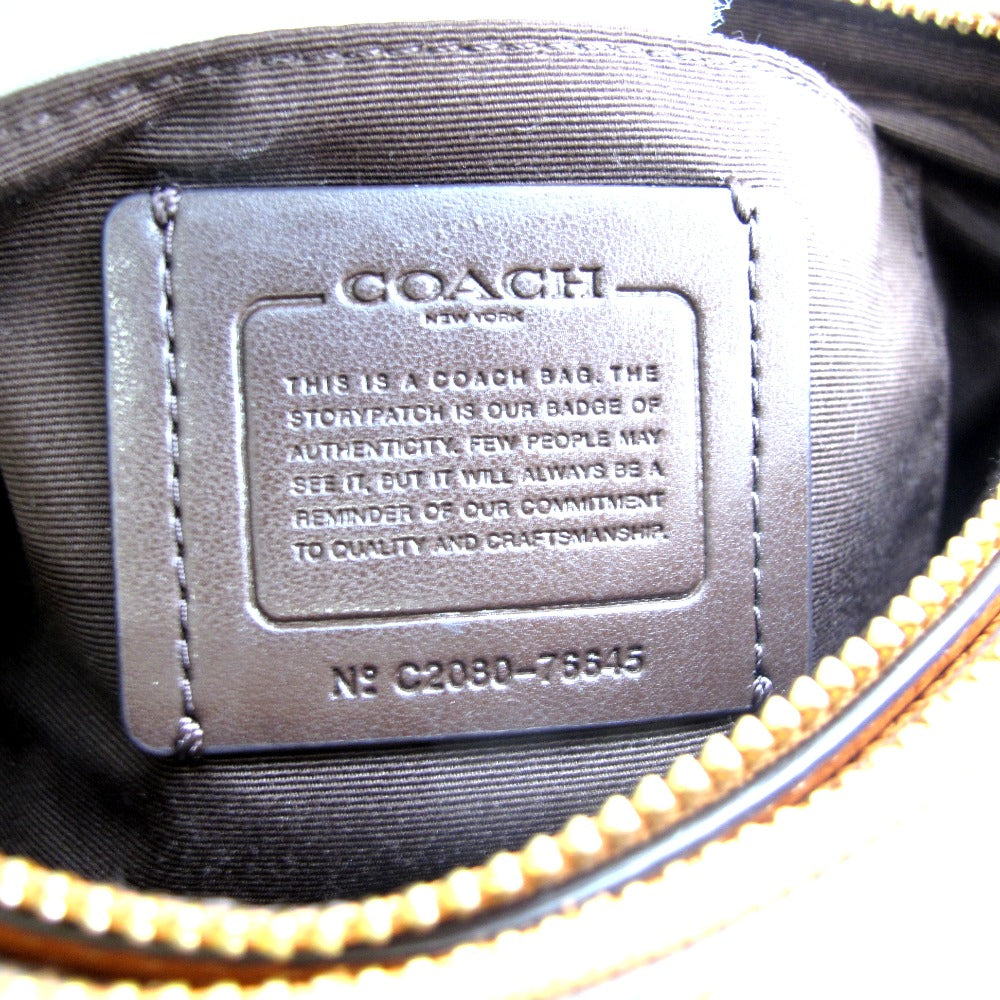 COACH
NEW YORK
THIS IS A COACH BAG. THE
STORYPATCH IS OUR BADGE OF
AUTHENTICITY. FEW PEOPLE MAY
SEE IT, BUT IT WILL ALWAYS BE A
REMINDER OF OUR COMMITMENT
TO QUALITY AND CRAFTSMANSHIP.
Nº C2080-76645